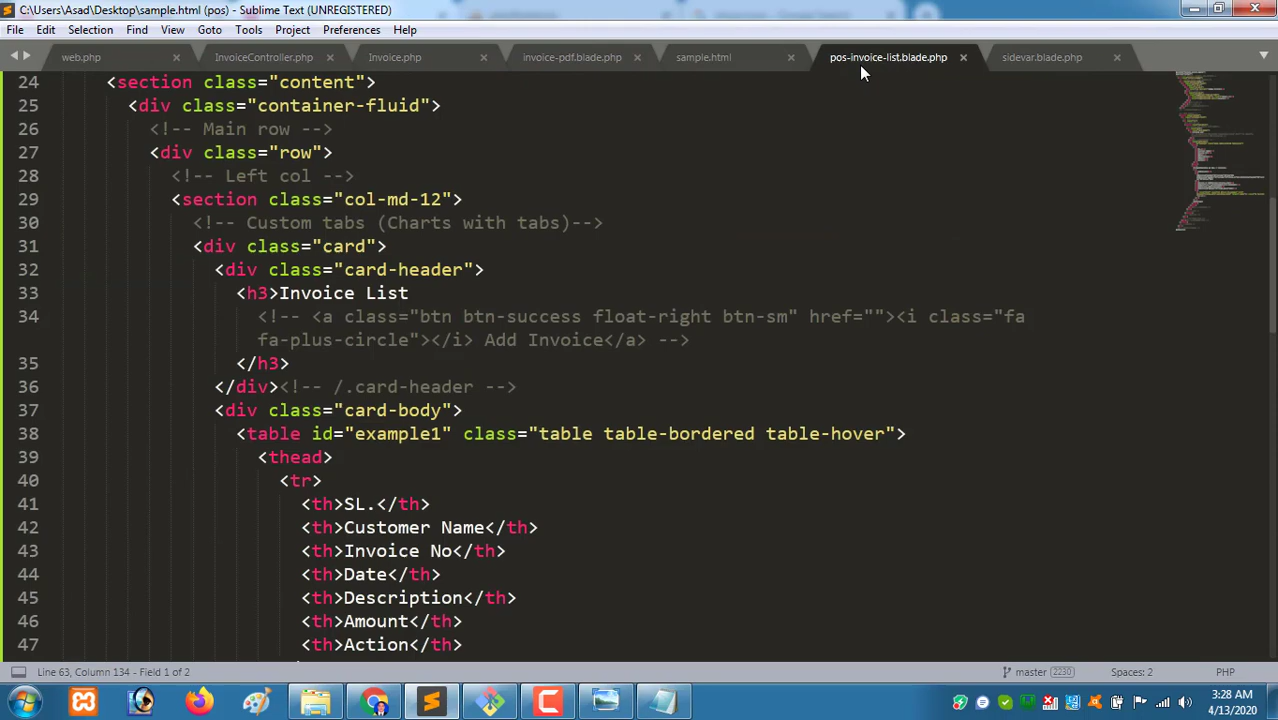 C:\Users\Asad\Desktop\sample.html (pos) - Sublime Text (UNREGISTERED)
File Edit Selection Find View Goto Tools Project Preferences Help
web.php InvoiceController.php Invoice.php invoice-pdf.blade.php sample.html pos-invoice-list.blade.php sidevar.blade.php
24 <section class="content">
25 <div class="container-fluid">
26 <!-- Main row -->
27 <div class="row">
28 <!-- Left col -->
29 <section class="col-md-12">
30 <!-- Custom tabs (Charts with tabs)-->
31 <div class="card">
32 <div class="card-header">
33 <h3>Invoice List
34 <!-- <a class="btn btn-success float-right btn-sm" href=""><i class="fa
fa-plus-circle"></i> Add Invoice</a> -->
35 </h3>
36 </div><!-- /.card-header -->
37 <div class="card-body">
38 <table id="example1" class="table table-bordered table-hover">
39 <thead>
40 <tr>
41 <th>SL.</th>
42 <th>Customer Name</th>
43 <th>Invoice No</th>
44 <th>Date</th>
45 <th>Description</th>
46 <th>Amount</th>
47 <th>Action</th>
Line 63, Column 134 - Field 1 of 2 master 2230 Spaces: 2 PHP
3:28 AM
4/13/2020